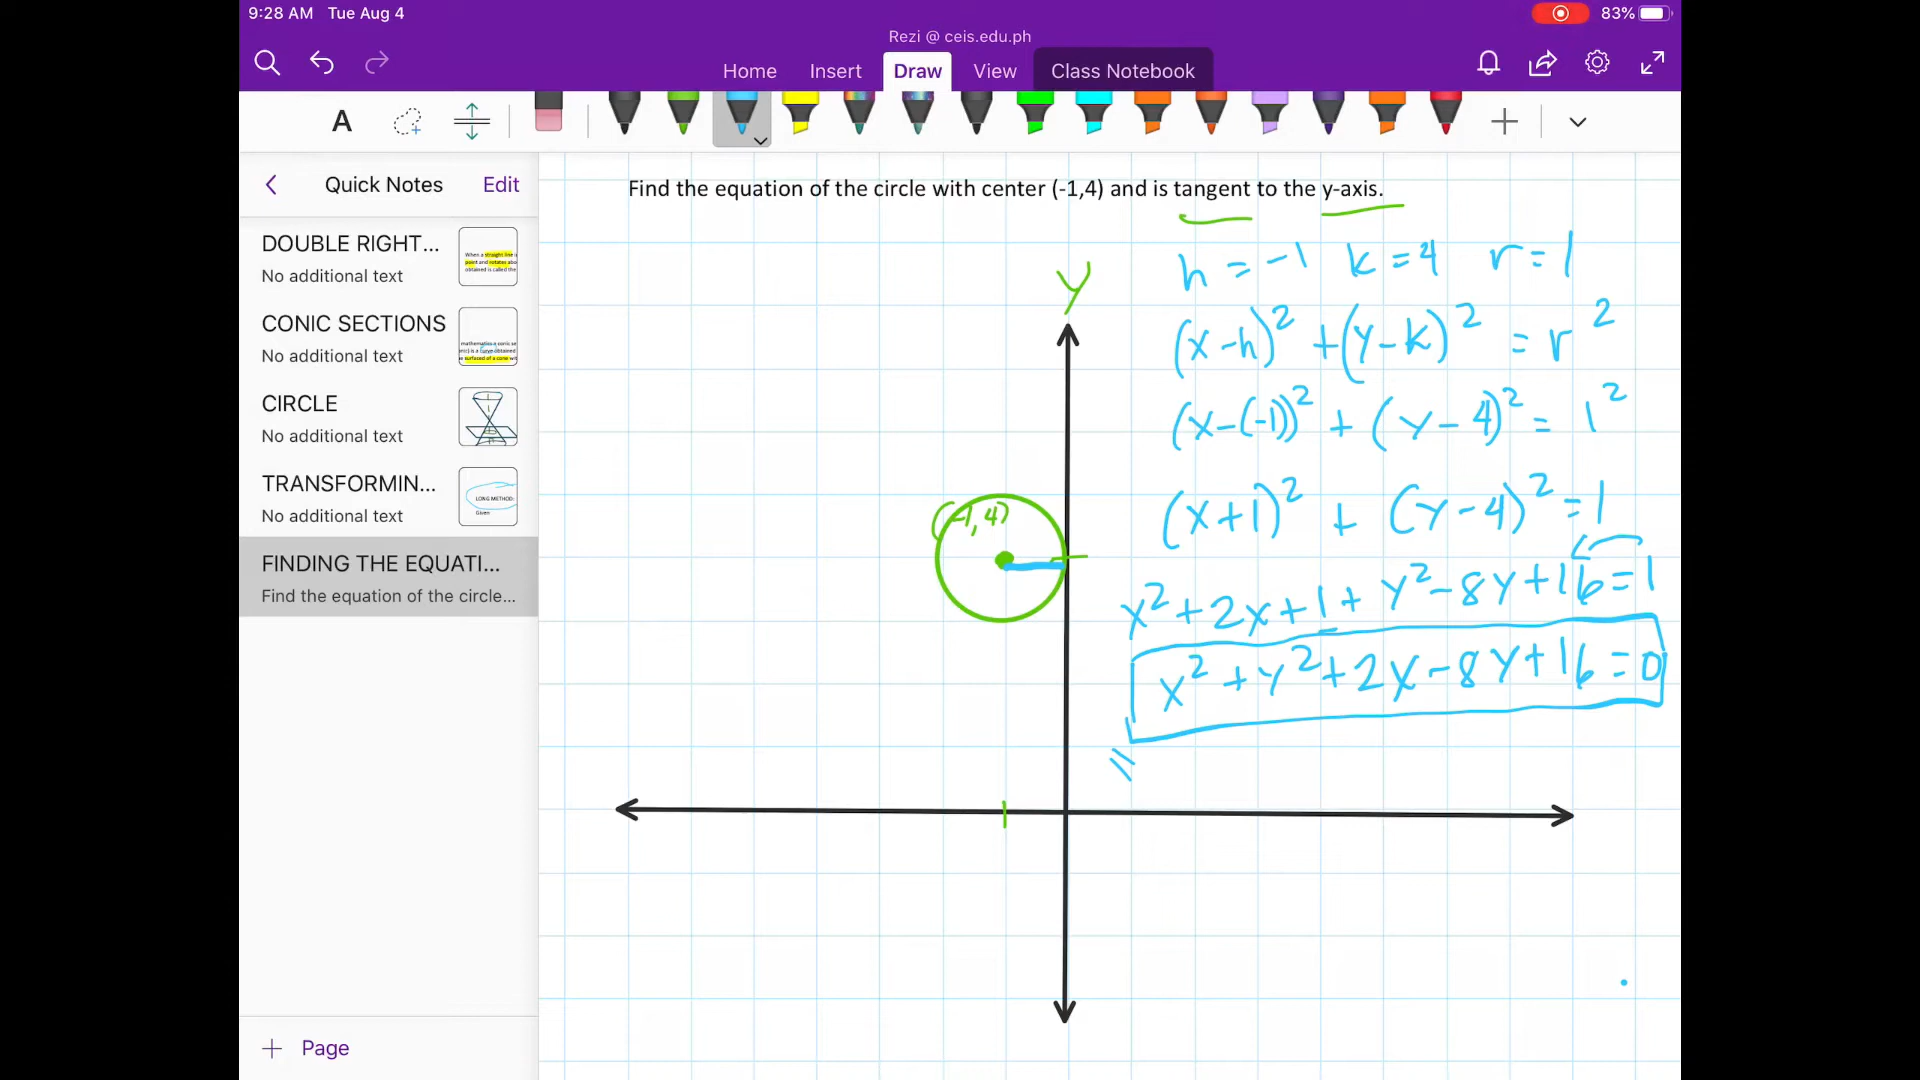 9:28 AM Tue Aug 4
83%
Rezi @ ceis.edu.ph
Home Insert Draw View Class Notebook
A
Quick Notes Edit
DOUBLE RIGHT...
No additional text
CONIC SECTIONS
No additional text
CIRCLE
No additional text
TRANSFORMIN...
No additional text
LONG METHOD:
Given
FINDING THE EQUATI...
Find the equation of the circle...
+ Page
Find the equation of the circle with center (-1,4) and is tangent to the y-axis.
y
(-1,4)
h = -1 k = 4 r = 1
(x-h)² + (y-k)² = r²
(x-(-1))² + (y-4)² = 1²
(x+1)² + (y-4)² = 1
x² + 2x + 1 + y² - 8y + 16 = 1
x² + y² + 2x - 8y + 16 = 0